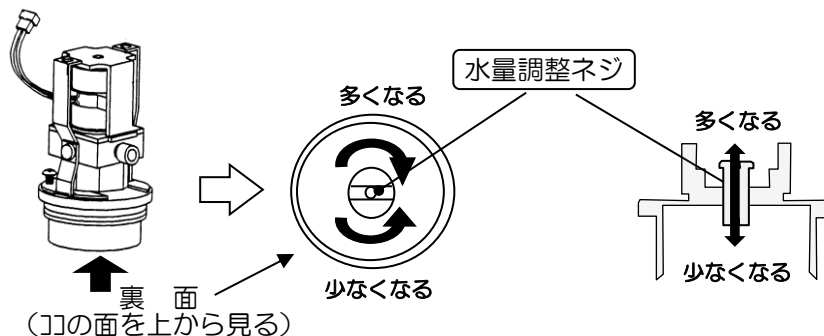 水量調整ネジ
多くなる
多くなる
少なくなる
少なくなる
裏 面
（ココの面を上から見る）